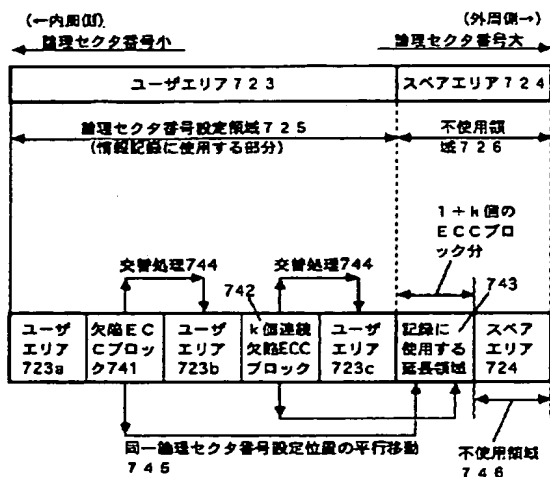 (←内周側)
論理セクタ番号小
(外周側→)
論理セクタ番号大
ユーザエリア723
スペアエリア724
論理セクタ番号設定領域725
(情報記録に使用する部分)
不使用領
域726
1+k個の
ECCブロ
ック分
交替処理744
742
交替処理744
743
ユーザ
エリア
723a
欠陥EC
Cブロッ
ク741
ユーザ
エリア
723b
k個連続
欠陥ECC
ブロック
ユーザ
エリア
723c
記録に
使用する
延長領域
スペア
エリア
724
同一論理セクタ番号設定位置の平行移動
745
不使用領域
746